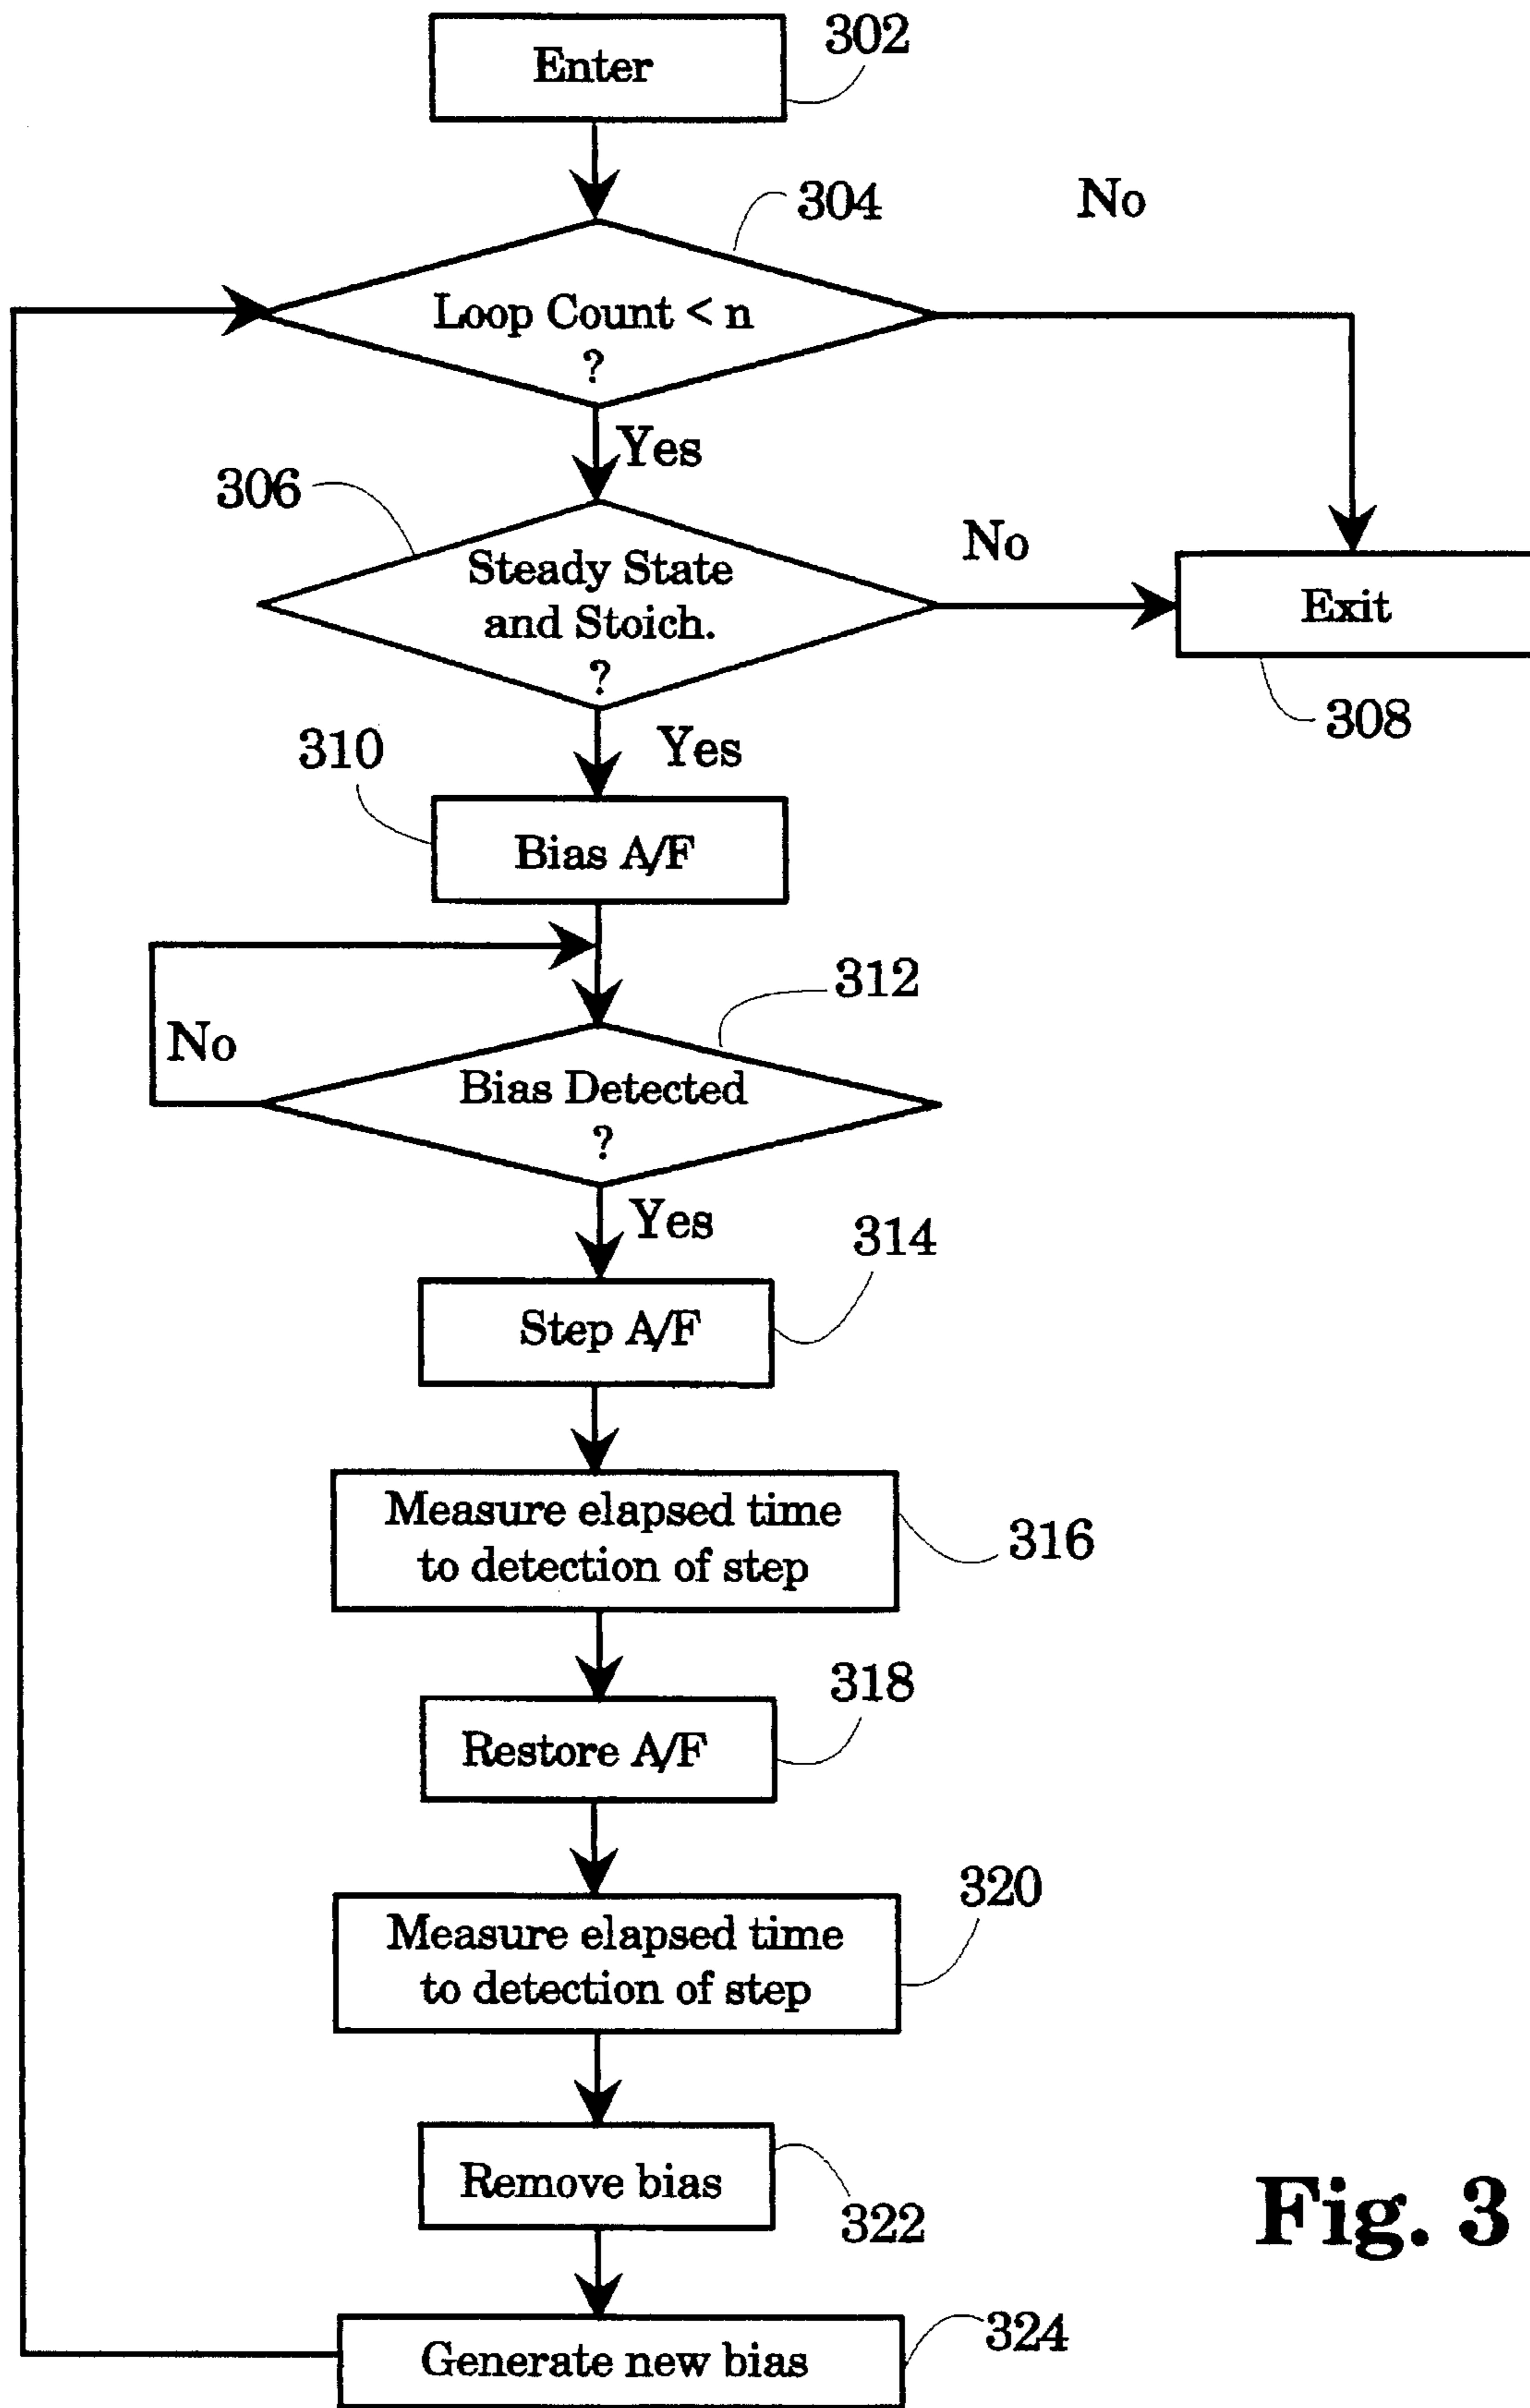 Enter
302
304
No
Loop Count < n
?
Yes
306
Steady State
and Stoich.
?
No
Exit
308
Yes
310
Bias A/F
312
No
Bias Detected
?
Yes
314
Step A/F
Measure elapsed time
to detection of step
316
318
Restore A/F
320
Measure elapsed time
to detection of step
Remove bias
322
Fig. 3
324
Generate new bias